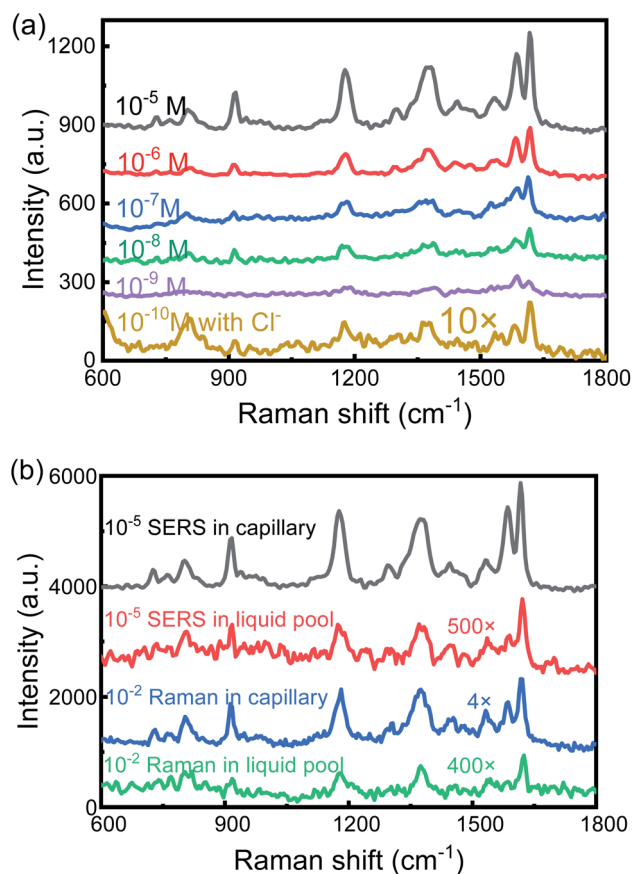 (a)
1200
900
600
300
0
Intensity (a.u.)
10⁻⁵ M
10⁻⁶ M
10⁻⁷M
10⁻⁸ M
10⁻⁹ M
10⁻¹⁰M with Cl⁻
10×
600 900 1200 1500 1800
Raman shift (cm⁻¹)
(b)
6000
4000
2000
0
Intensity (a.u.)
10⁻⁵ SERS in capillary
10⁻⁵ SERS in liquid pool 500×
10⁻² Raman in capillary 4×
10⁻² Raman in liquid pool 400×
600 900 1200 1500 1800
Raman shift (cm⁻¹)